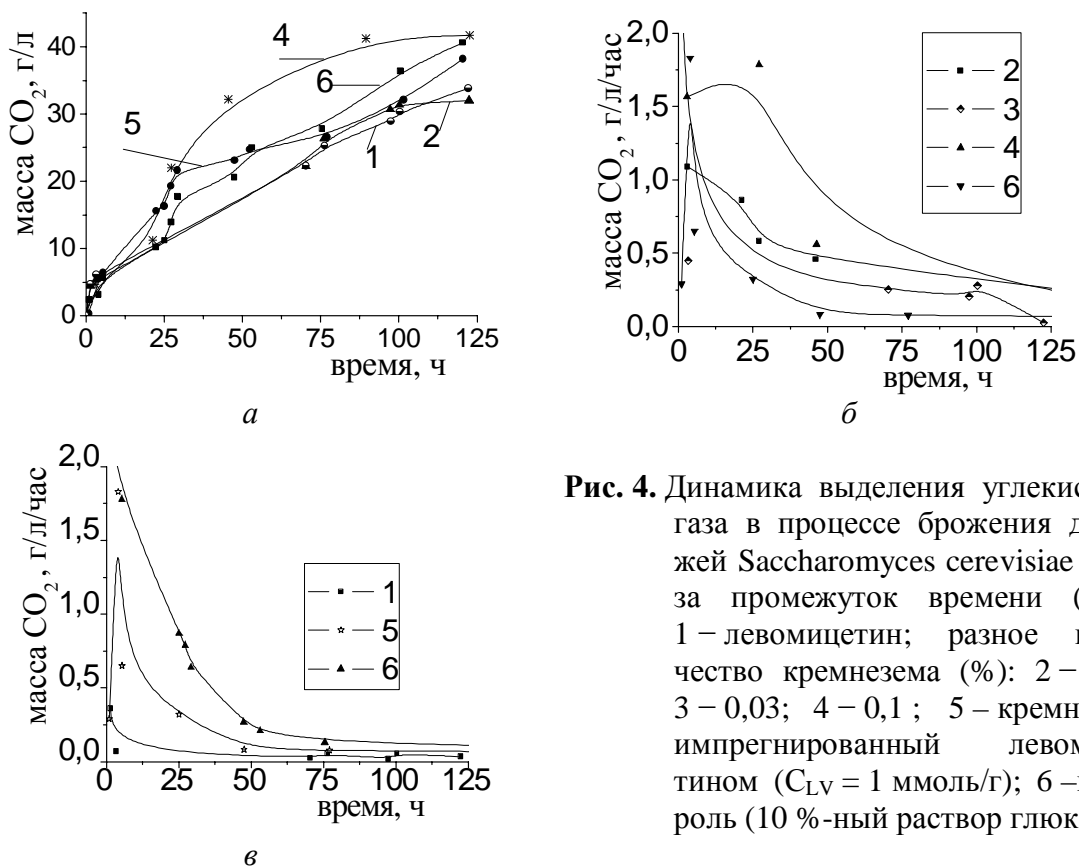 масса CO2, г/л
40
30
20
10
0
0
25
50
75
100
125
время, ч
4
6
5
1
2
а
масса CO2, г/л/час
2,0
1,5
1,0
0,5
0,0
0
25
50
75
100
125
время, ч
2
3
4
6
б
масса CO2, г/л/час
2,0
1,5
1,0
0,5
0,0
0
25
50
75
100
125
время, ч
1
5
6
в
Рис. 4. Динамика выделения углекис
газа в процессе брожения д
жей Saccharomyces cerevisiae
за промежуток времени (
1 – левомицетин; разное к
чество кремнезема (%): 2 –
3 – 0,03; 4 – 0,1 ; 5 – кремн
импрегнированный левом
тином (CLV = 1 ммоль/г); 6 –
роль (10 %-ный раствор глюк